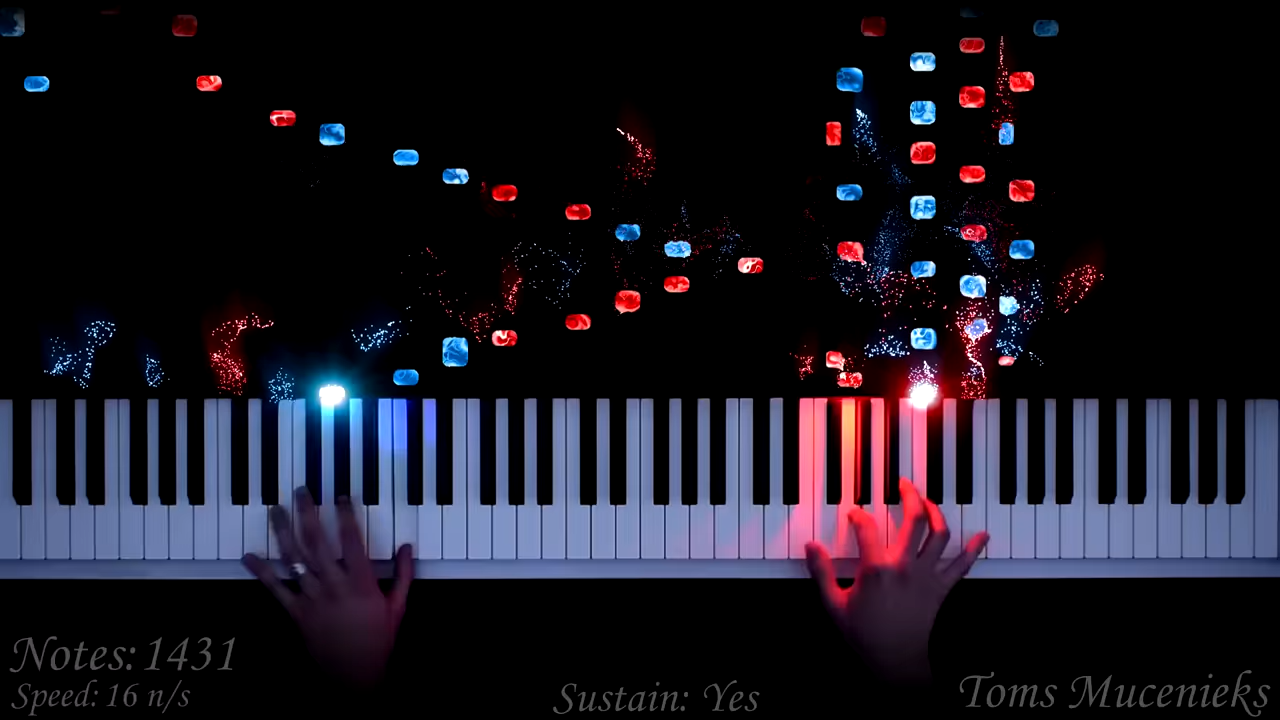 Notes: 1431
Speed: 16 n/s
Sustain: Yes
Toms Mucenieks